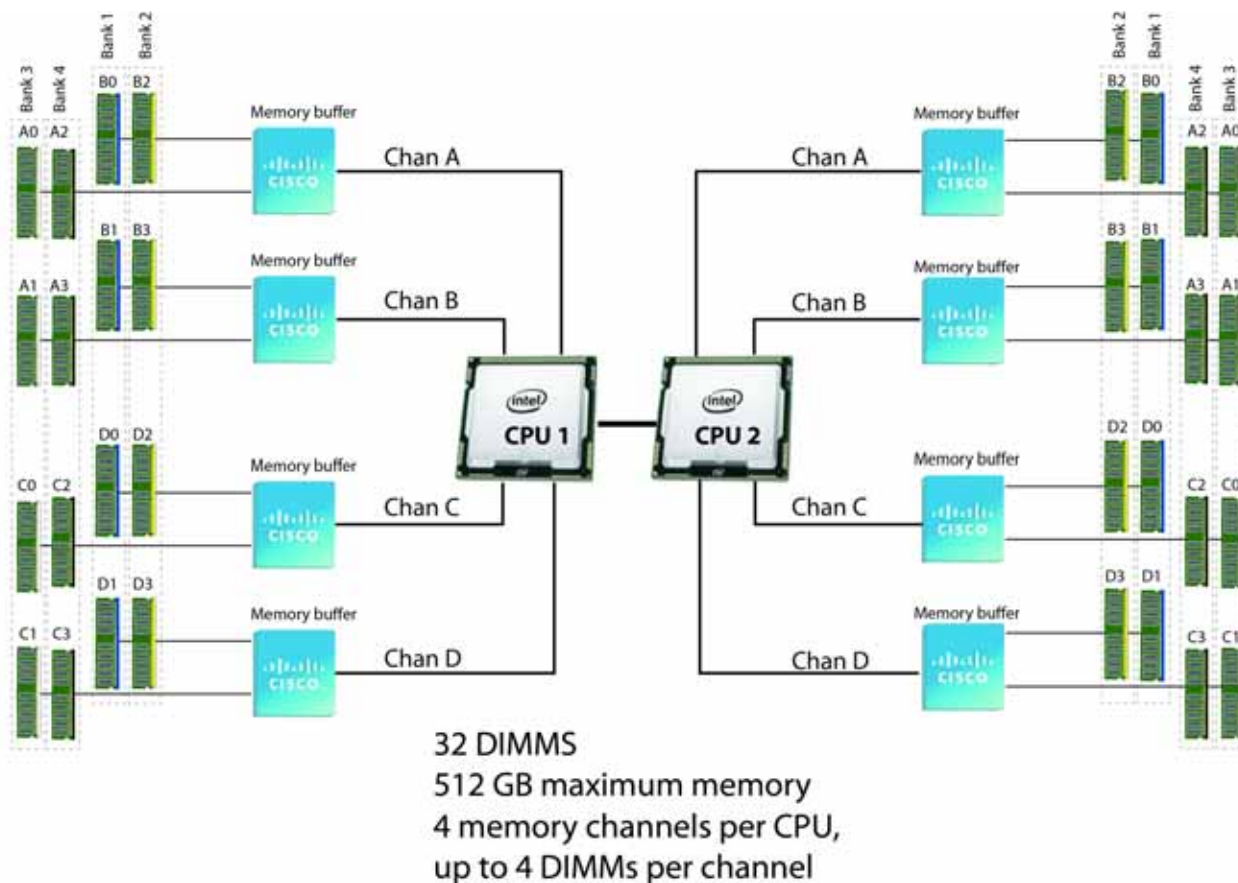 Bank 1
Bank 2
Bank 3
Bank 4
B0 B2
A0 A2
B1 B3
A1 A3
D0 D2
C0 C2
D1 D3
C1 C3
Memory buffer
CISCO
Chan A
Memory buffer
CISCO
Chan B
Memory buffer
CISCO
Chan C
Memory buffer
CISCO
Chan D
intel
CPU 1
intel
CPU 2
Chan A
Memory buffer
CISCO
Chan B
Memory buffer
CISCO
Chan C
Memory buffer
CISCO
Chan D
Memory buffer
CISCO
Bank 2
Bank 1
Bank 4
Bank 3
B2 B0
A2 A0
B3 B1
A3 A1
D2 D0
C2 C0
D3 D1
C3 C1
32 DIMMS
512 GB maximum memory
4 memory channels per CPU,
up to 4 DIMMs per channel